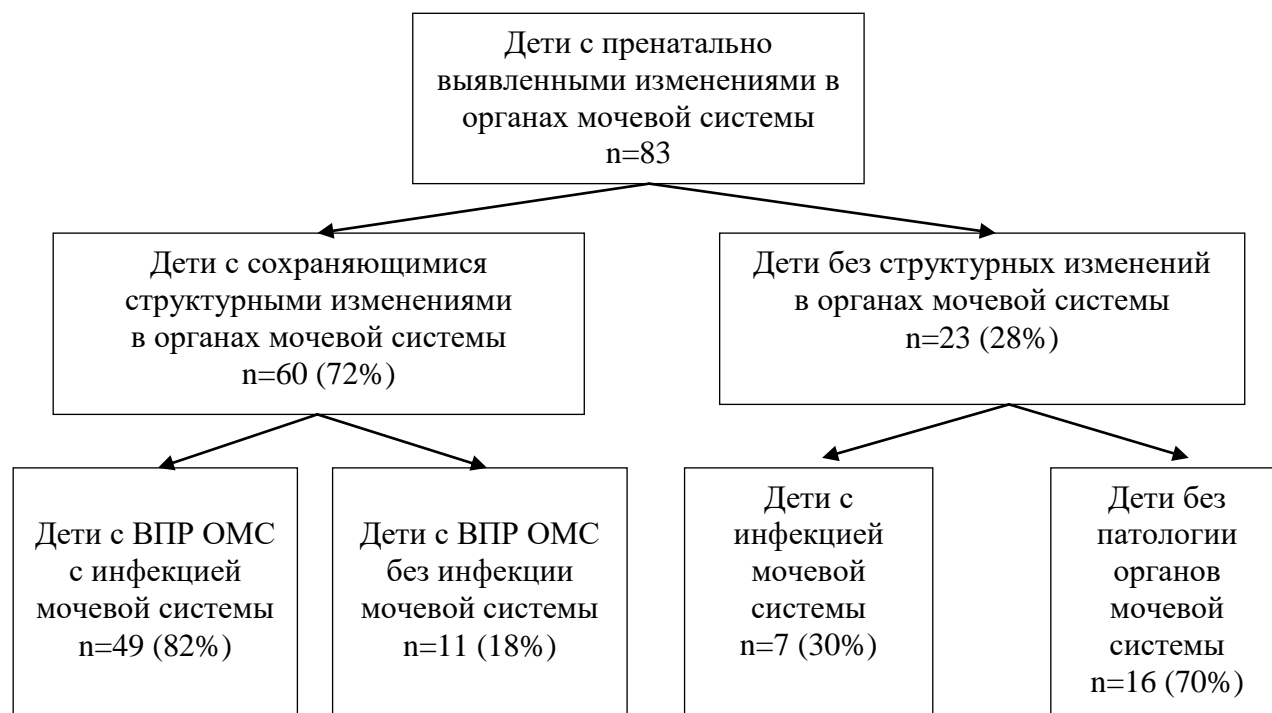 Дети с пренатально
выявленными изменениями в
органах мочевой системы
n=83
Дети с сохраняющимися
структурными изменениями
в органах мочевой системы
n=60 (72%)
Дети без структурных изменений
в органах мочевой системы
n=23 (28%)
Дети с ВПР ОМС
с инфекцией
мочевой системы
n=49 (82%)
Дети с ВПР ОМС
без инфекции
мочевой системы
n=11 (18%)
Дети с
инфекцией
мочевой
системы
n=7 (30%)
Дети без
патологии
органов
мочевой
системы
n=16 (70%)